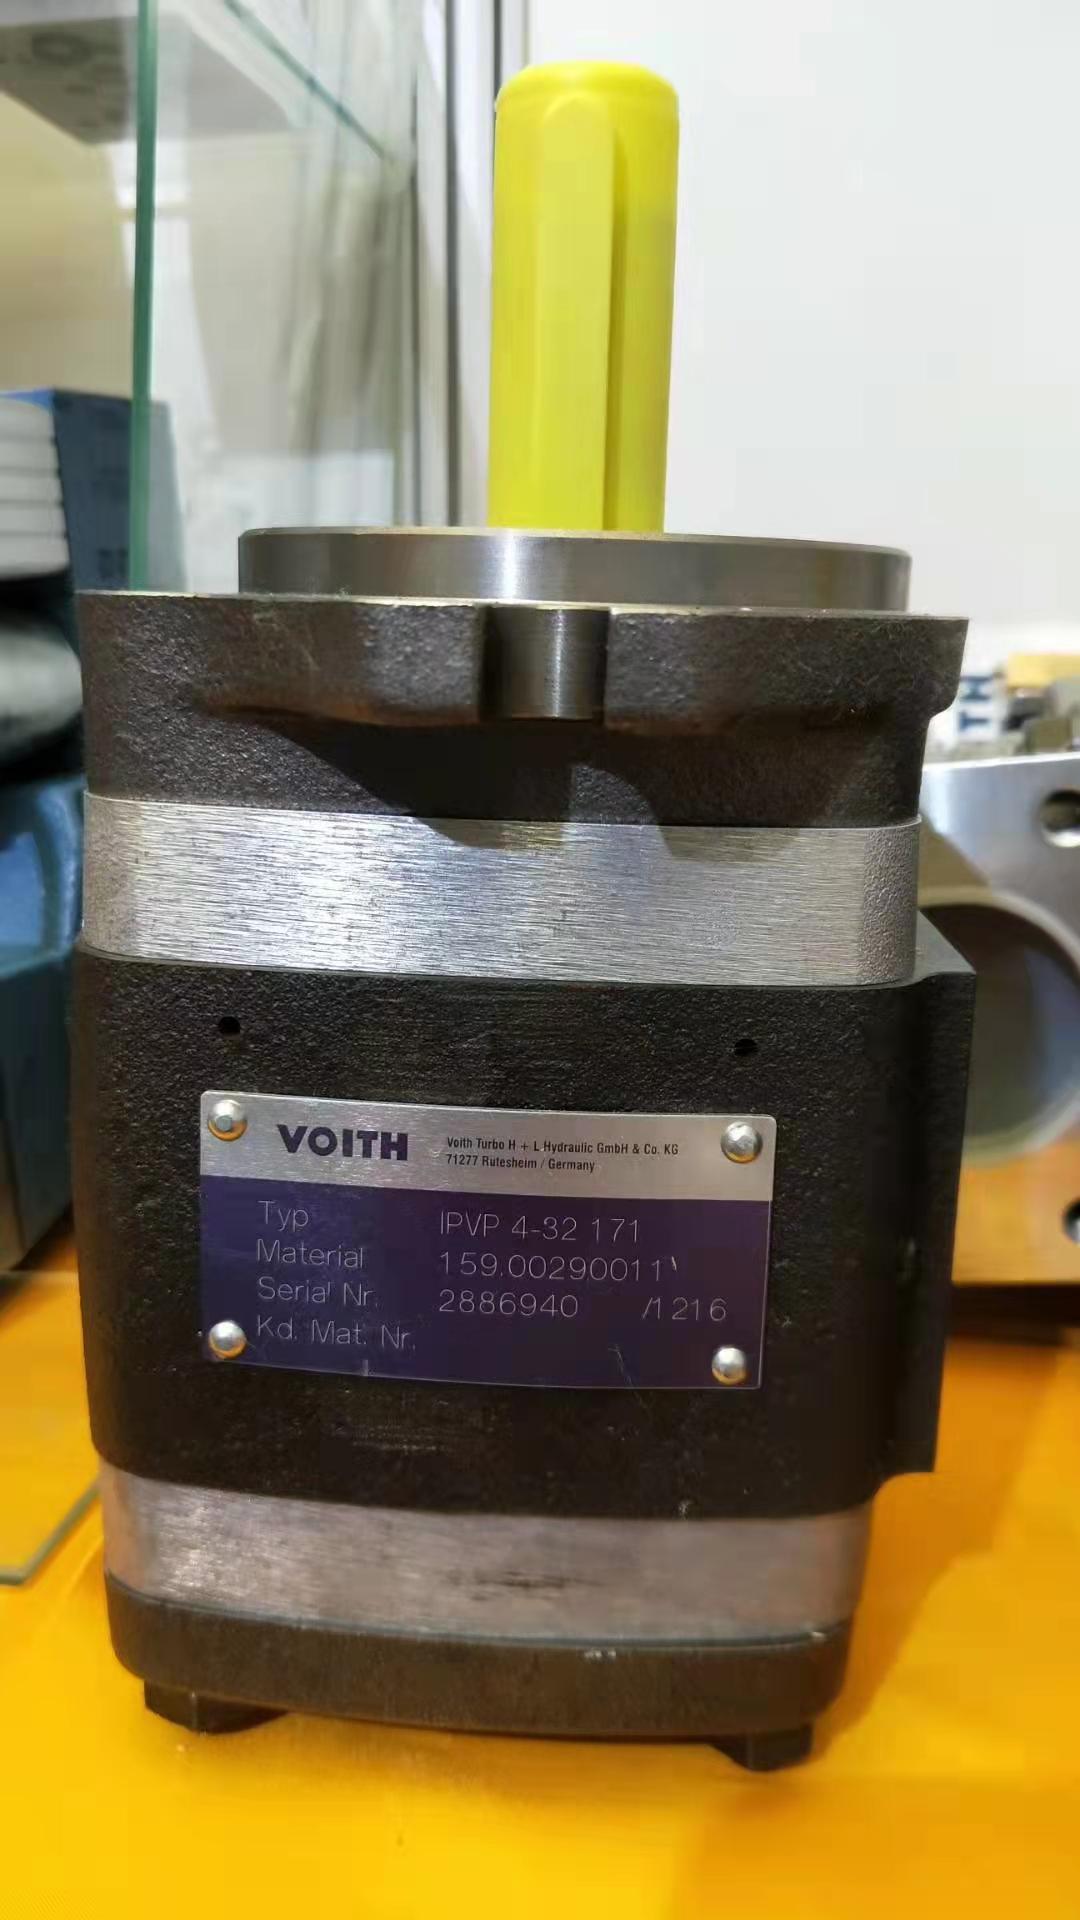 VOITH
Voith Turbo H + L Hydraulic GmbH & Co. KG
71277 Rutesheim / Germany
Typ IPVP 4-32 171
Material 159.00290011
Serial Nr. 2886940 /1216
Kd. Mat. Nr.
TH